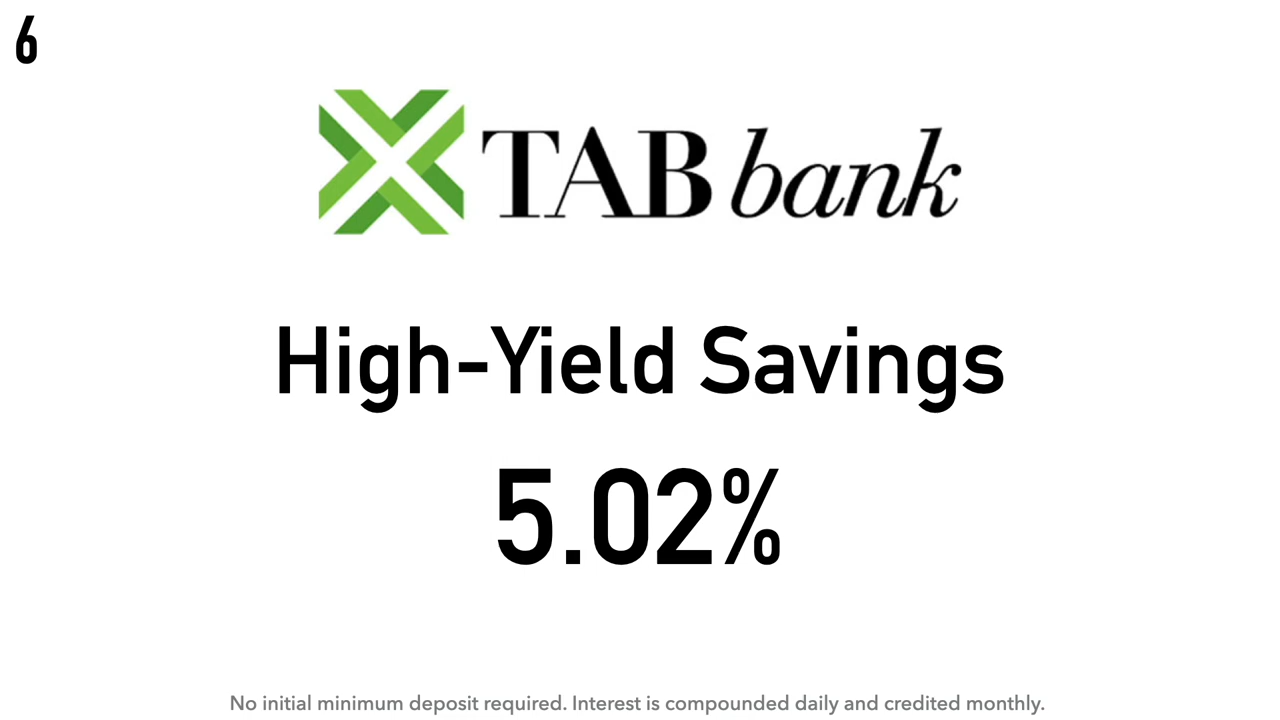 6
TAB bank
High-Yield Savings
5.02%
No initial minimum deposit required. Interest is compounded daily and credited monthly.